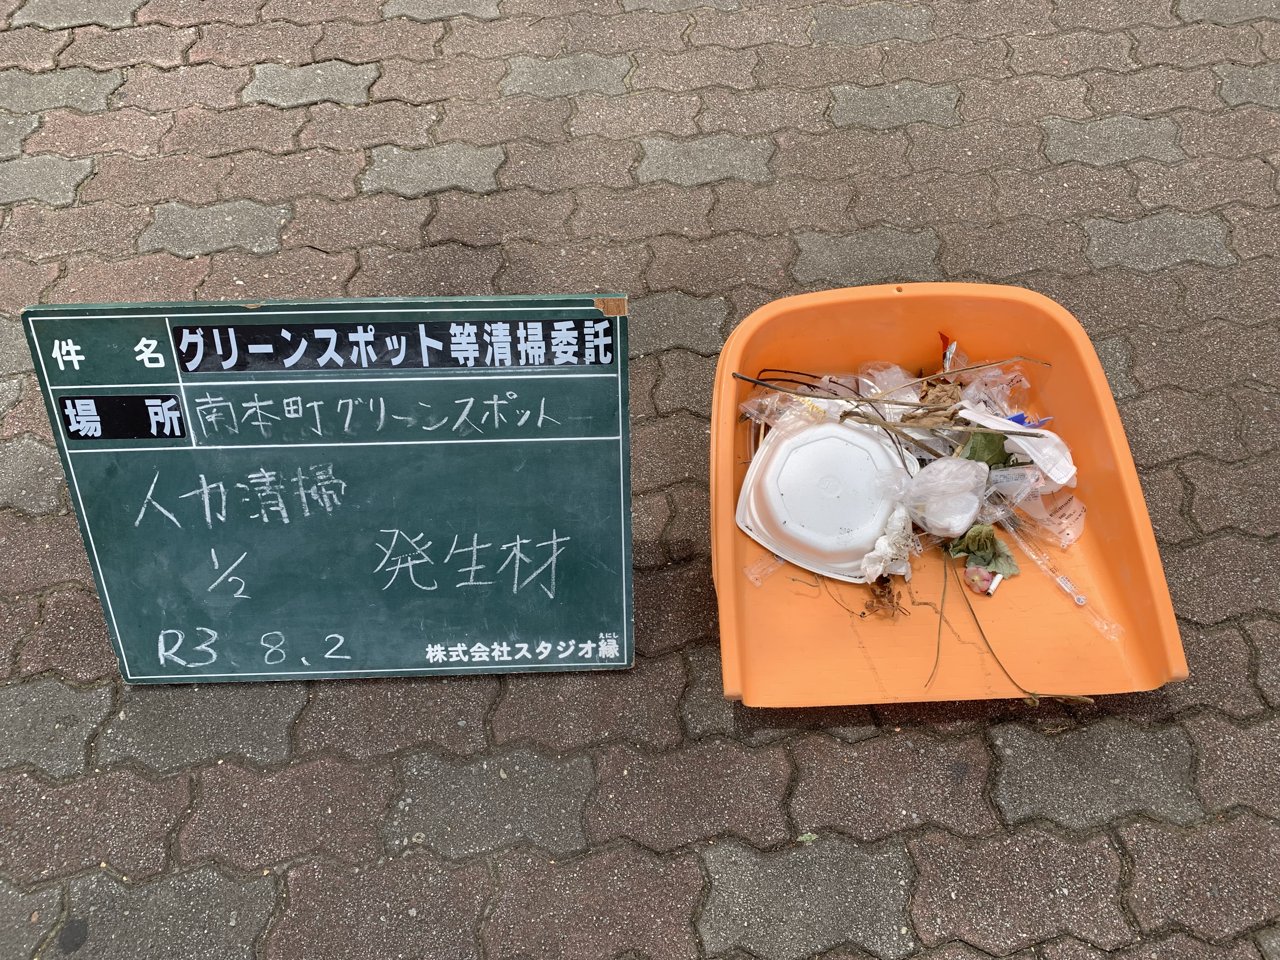 件 名 グリーンスポット等清掃委託
場 所 南本町グリーンスポット
人力清掃
1/2
発生材
R3.8.2
えにし
株式会社スタジオ縁